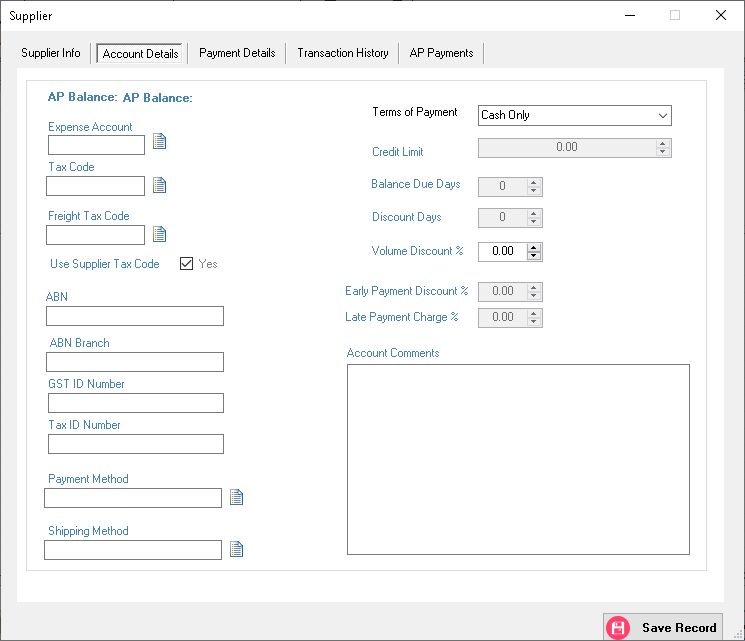 Supplier
Supplier Info
Account Details
Payment Details
Transaction History
AP Payments
AP Balance: AP Balance:
Expense Account
Tax Code
Freight Tax Code
Use Supplier Tax Code
Yes
ABN
ABN Branch
GST ID Number
Tax ID Number
Payment Method
Shipping Method
Terms of Payment
Cash Only
Credit Limit
0.00
Balance Due Days
0
Discount Days
0
Volume Discount %
0.00
Early Payment Discount %
0.00
Late Payment Charge %
0.00
Account Comments
Save Record